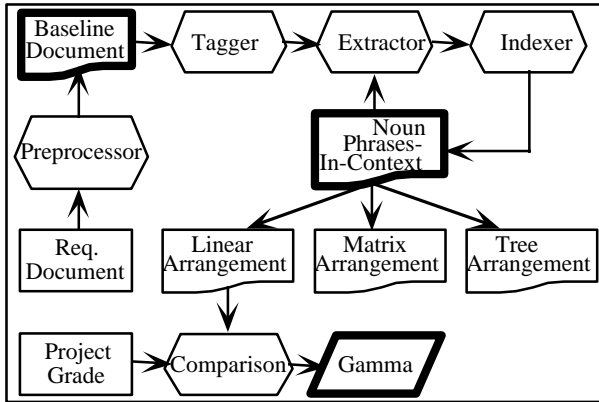 Baseline
Document
Tagger
Extractor
Indexer
Preprocessor
Noun
Phrases-
In-Context
Req.
Document
Linear
Arrangement
Matrix
Arrangement
Tree
Arrangement
Project
Grade
Comparison
Gamma